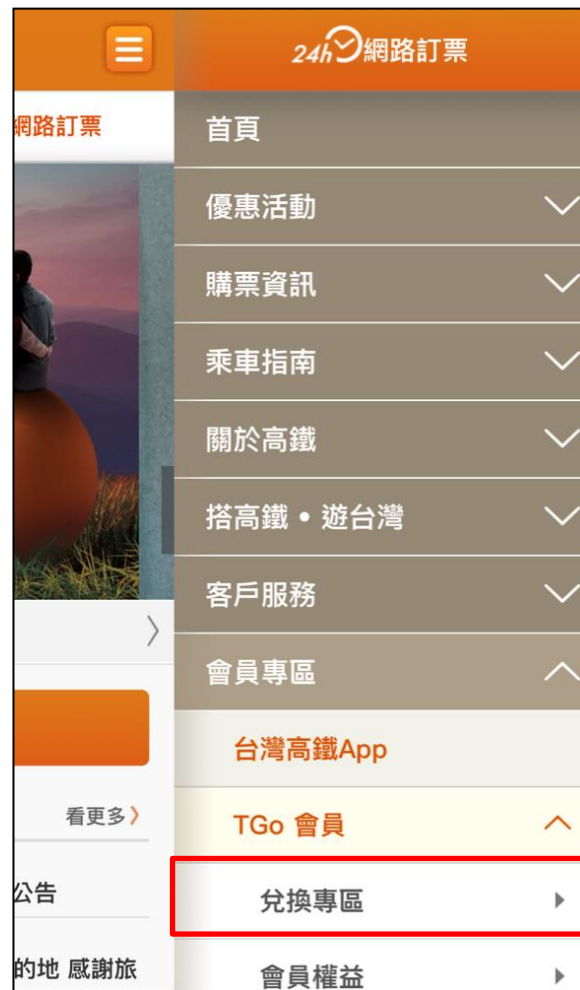 24h網路訂票
網路訂票
首頁
優惠活動
購票資訊
乘車指南
關於高鐵
搭高鐵 • 遊台灣
客戶服務
會員專區
台灣高鐵App
看更多
TGo 會員
公告
兌換專區
的地 感謝旅
會員權益